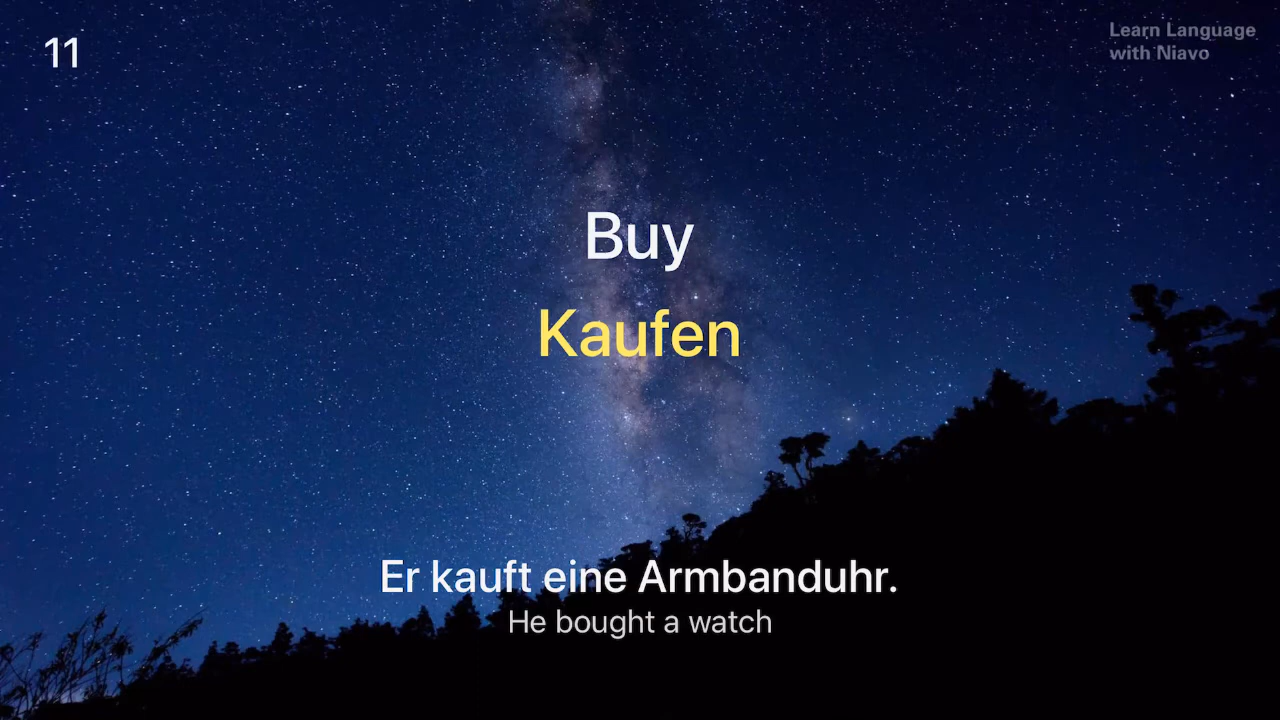 11
Learn Language
with Niavo
Buy
Kaufen
Er kauft eine Armbanduhr.
He bought a watch